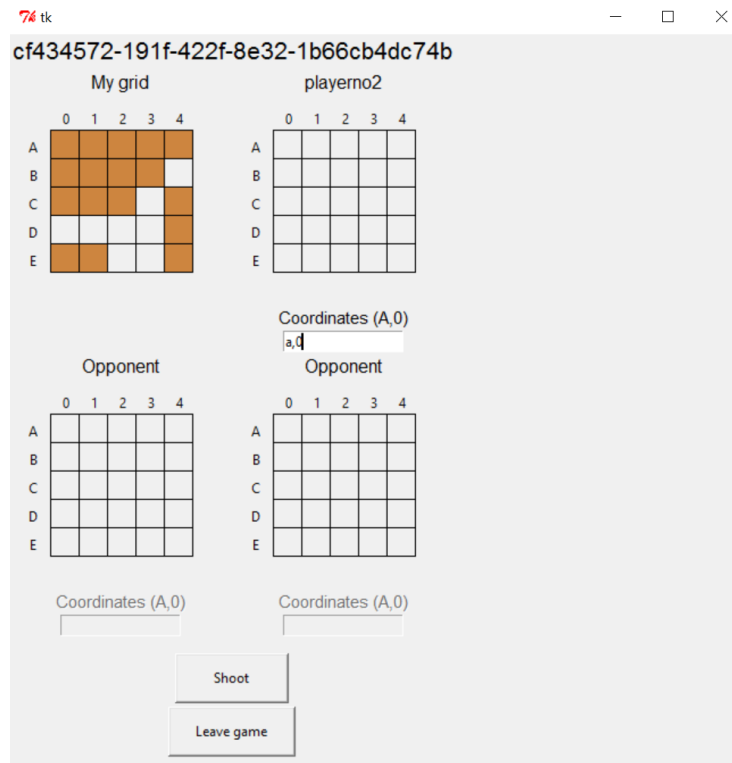 tk
cf434572-191f-422f-8e32-1b66cb4dc74b
My grid playerno2
0 1 2 3 4 0 1 2 3 4
A A
B B
C C
D D
E E
Coordinates (A,0)
a,0
Opponent Opponent
0 1 2 3 4 0 1 2 3 4
A A
B B
C C
D D
E E
Coordinates (A,0) Coordinates (A,0)
Shoot
Leave game